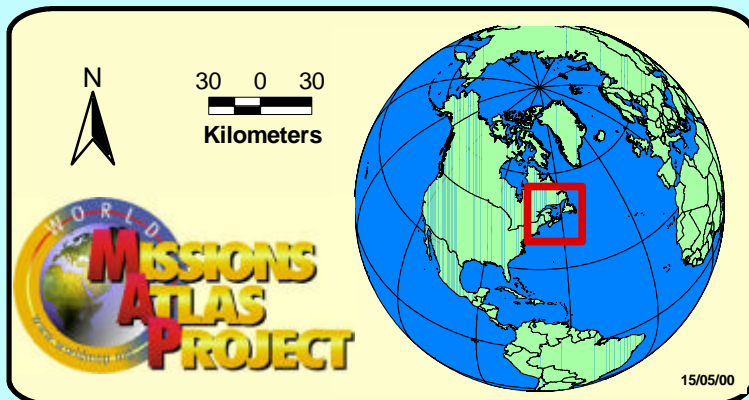 N
30 0 30
Kilometers
WORLD
MISSIONS
ATLAS
PROJECT
15/05/00